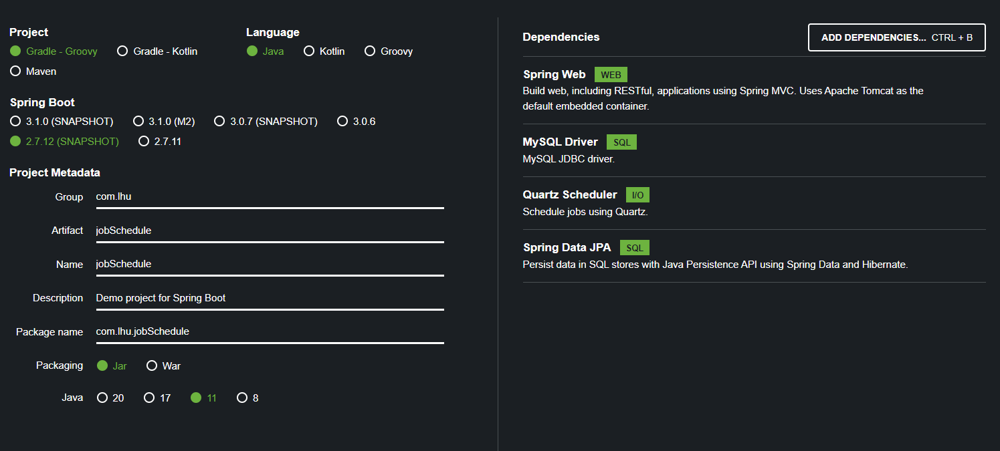 Project
Gradle - Groovy Gradle - Kotlin
Maven
Language
Java Kotlin Groovy
Spring Boot
3.1.0 (SNAPSHOT) 3.1.0 (M2) 3.0.7 (SNAPSHOT) 3.0.6
2.7.12 (SNAPSHOT) 2.7.11
Project Metadata
Group com.lhu
Artifact jobSchedule
Name jobSchedule
Description Demo project for Spring Boot
Package name com.lhu.jobSchedule
Packaging Jar War
Java 20 17 11 8
Dependencies ADD DEPENDENCIES... CTRL + B
Spring Web WEB
Build web, including RESTful, applications using Spring MVC. Uses Apache Tomcat as the
default embedded container.
MySQL Driver SQL
MySQL JDBC driver.
Quartz Scheduler I/O
Schedule jobs using Quartz.
Spring Data JPA SQL
Persist data in SQL stores with Java Persistence API using Spring Data and Hibernate.